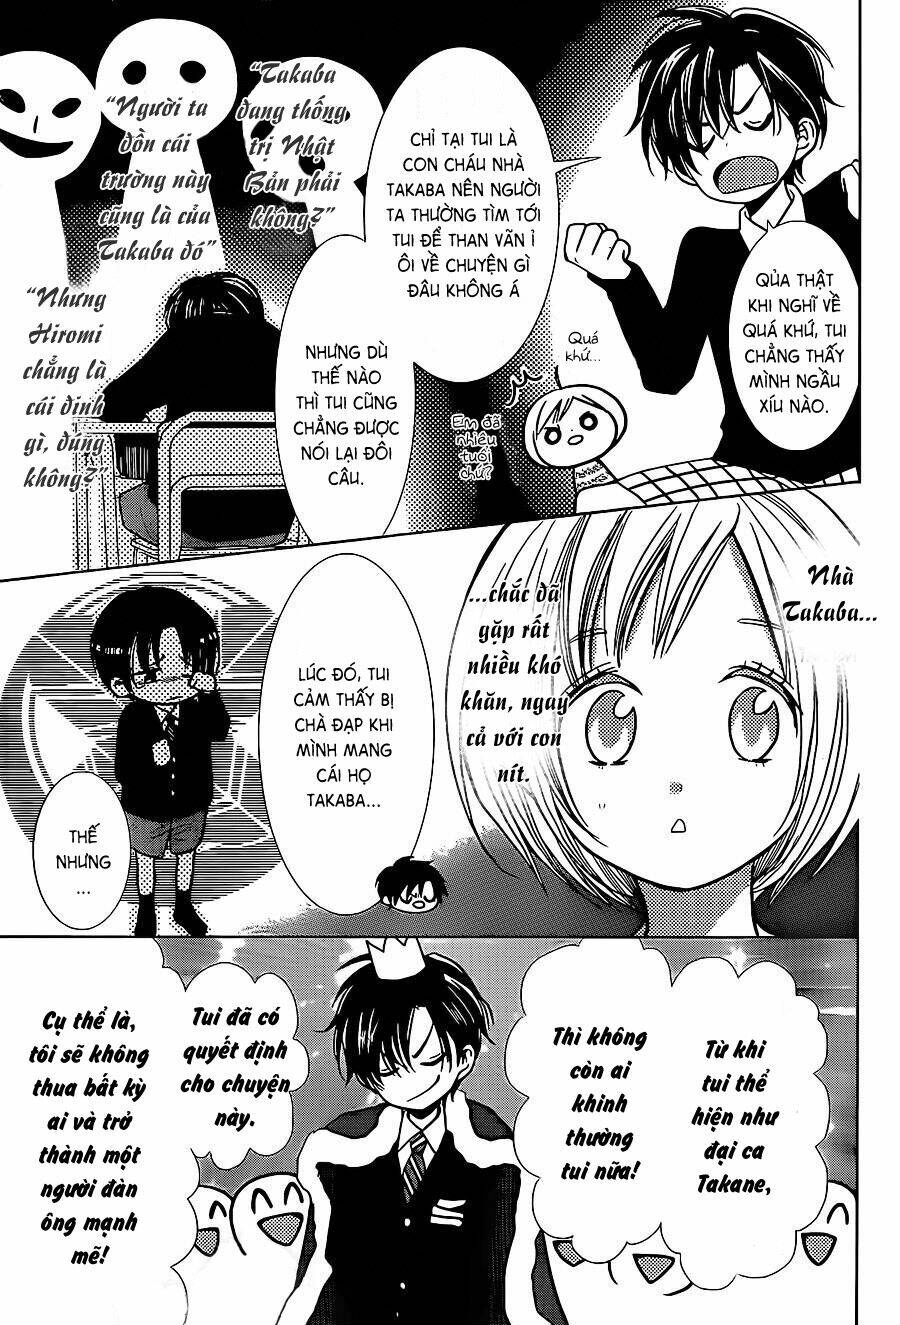 QỦA THẬT
KHI NGHĨ VỀ
QUÁ KHỨ, TUI
CHẲNG THẤY
MÌNH NGẦU
XÍU NÀO.
Quá
khứ...
Em đã
nhiêu
tuổi
chứ?
CHỈ TẠI TUI LÀ
CON CHÁU NHÀ
TAKABA NÊN NGƯỜI
TA THƯỜNG TÌM TỚI
TUI ĐỂ THAN VÃN Ỉ
ÔI VỀ CHUYỆN GÌ
ĐÂU KHÔNG Á
NHƯNG DÙ
THẾ NÀO
THÌ TUI CŨNG
CHẲNG ĐƯỢC
NÓI LẠI ĐÔI
CÂU.
"Takaba
đang thống
trị Nhật
Bản phải
không?"
"Người ta
đồn cái
trường này
cũng là của
Takaba đó"
"Nhưng
Hiromi
chẳng là
cái đinh
gì, đúng
không?"
Nhà
Takaba...
...chắc đã
gặp rất
nhiều khó
khăn, ngay
cả với con
nít.
LÚC ĐÓ, TUI
CẢM THẤY BỊ
CHÀ ĐẠP KHI
MÌNH MANG
CÁI HỌ
TAKABA...
THẾ
NHƯNG
...
Từ khi
tui thể
hiện như
đại ca
Takane,
Thì không
còn ai
khinh
thường
tui nữa!
Tui đã có
quyết định
cho chuyện
này.
Cụ thể là,
tôi sẽ không
thua bất kỳ
ai và trở
thành một
người đàn
ông mạnh
mẽ!